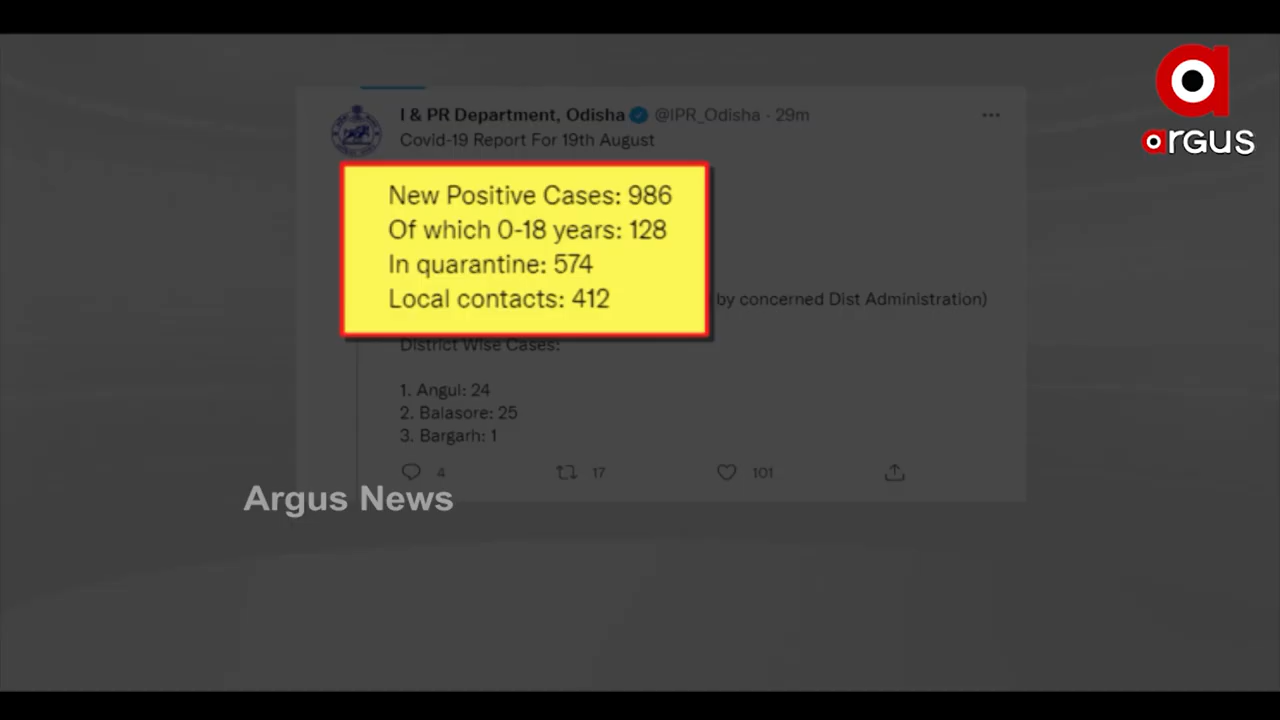 I & PR Department, Odisha @IPR_Odisha · 29m
Covid-19 Report For 19th August
New Positive Cases: 986
Of which 0-18 years: 128
In quarantine: 574
Local contacts: 412
by concerned Dist Administration)
District Wise Cases:
1. Angul: 24
2. Balasore: 25
3. Bargarh: 1
4 17 101
Argus News
argus